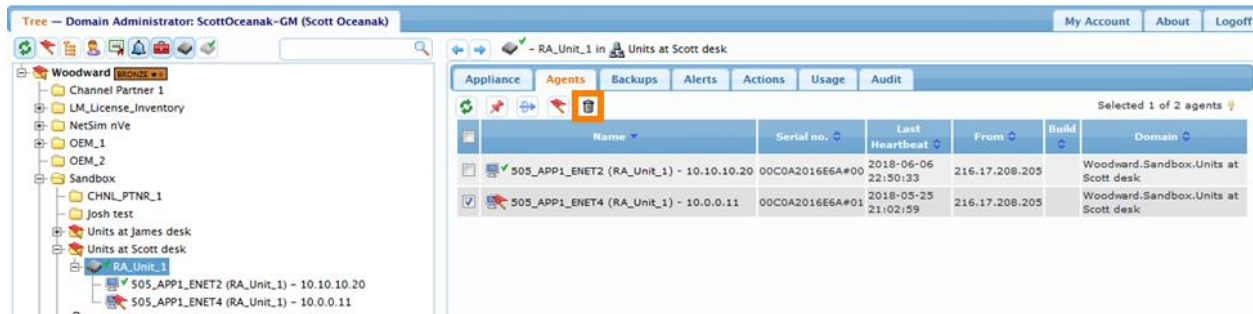 Tree — Domain Administrator: ScottOceanak-GM (Scott Oceanak)
My Account About Logoff
- RA_Unit_1 in Units at Scott desk
Woodward BRONZE
Channel Partner 1
LM_License_Inventory
NetSim nVe
OEM_1
OEM_2
Sandbox
CHNL_PTNR_1
Josh test
Units at James desk
Units at Scott desk
RA_Unit_1
505_APP1_ENET2 (RA_Unit_1) - 10.10.10.20
505_APP1_ENET4 (RA_Unit_1) - 10.0.0.11
Appliance Agents Backups Alerts Actions Usage Audit
Selected 1 of 2 agents
Name Serial no. Last Heartbeat From Build Domain
505_APP1_ENET2 (RA_Unit_1) - 10.10.10.20 00C0A2016E6A#00 2018-06-06 22:50:33 216.17.208.205 Woodward.Sandbox.Units at Scott desk
505_APP1_ENET4 (RA_Unit_1) - 10.0.0.11 00C0A2016E6A#01 2018-05-25 21:02:59 216.17.208.205 Woodward.Sandbox.Units at Scott desk